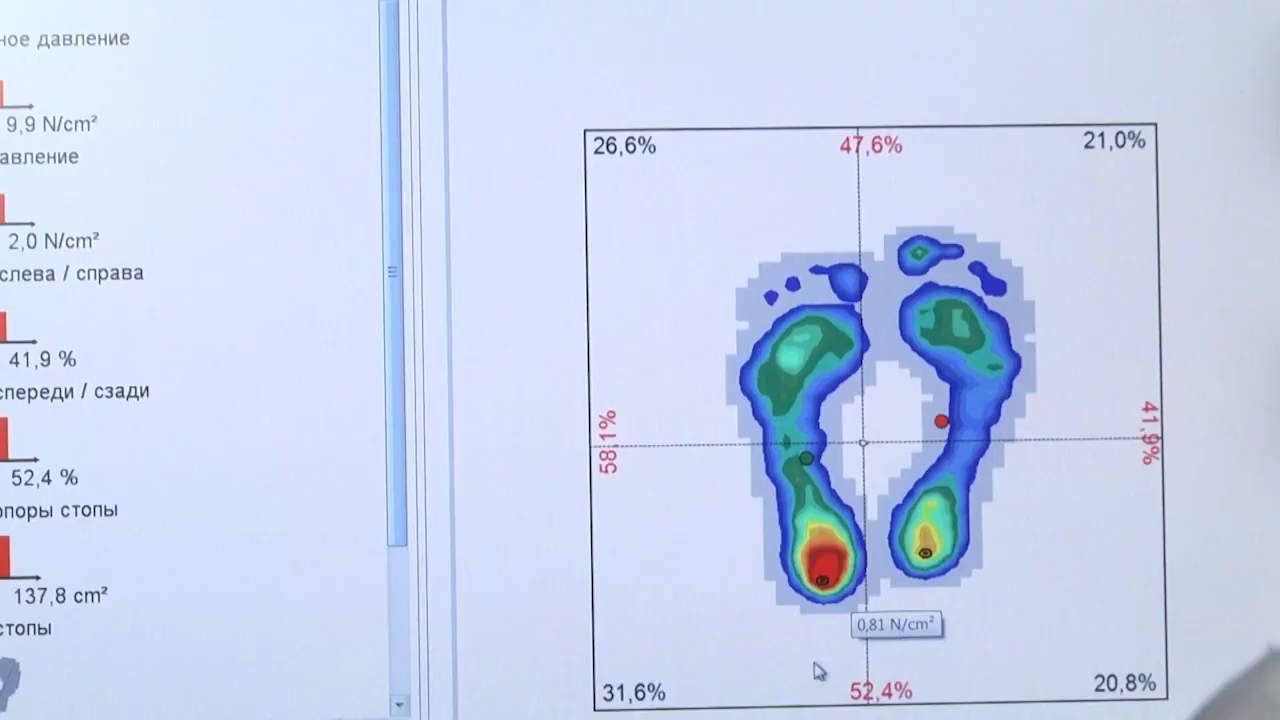 ное давление
9,9 N/cm²
авление
2,0 N/cm²
слева / справа
41,9 %
спереди / сзади
52,4 %
опоры стопы
137,8 cm²
стопы
26,6%
47,6%
21,0%
58,1%
41,9%
0,81 N/cm²
31,6%
52,4%
20,8%